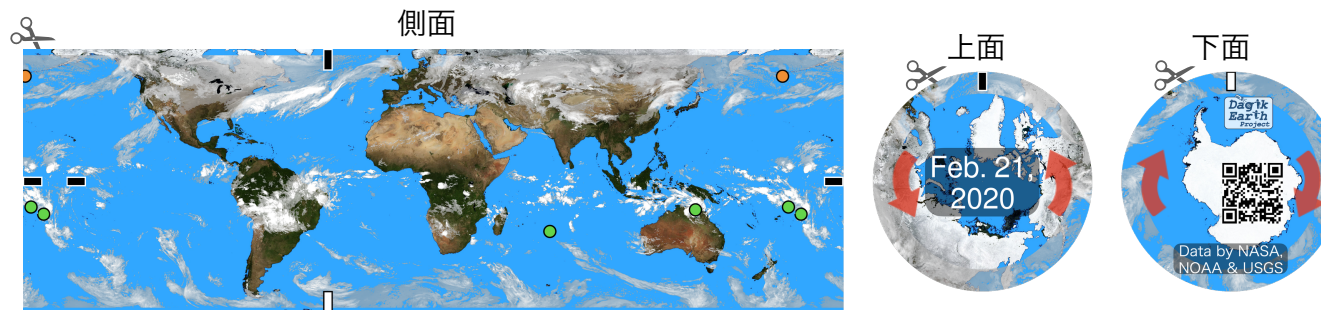 側面
上面
Feb. 21,
2020
下面
Dagik
Earth
Project
Data by NASA,
NOAA & USGS